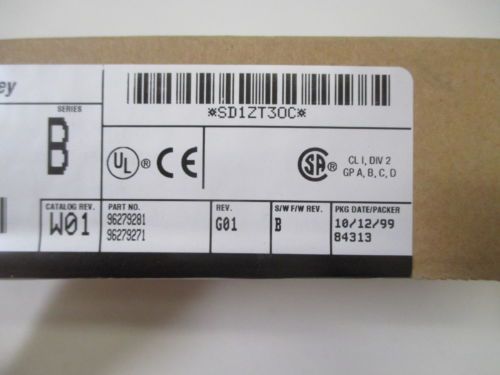 ey
*SD1ZT30C*
SERIES
B
UL ® CE
SA ® CL I, DIV 2
GP A, B, C, D
CATALOG REV. PART NO. REV. S/W F/W REV. PKG DATE/PACKER
W01 96279281 G01 B 10/12/99
96279271 84313